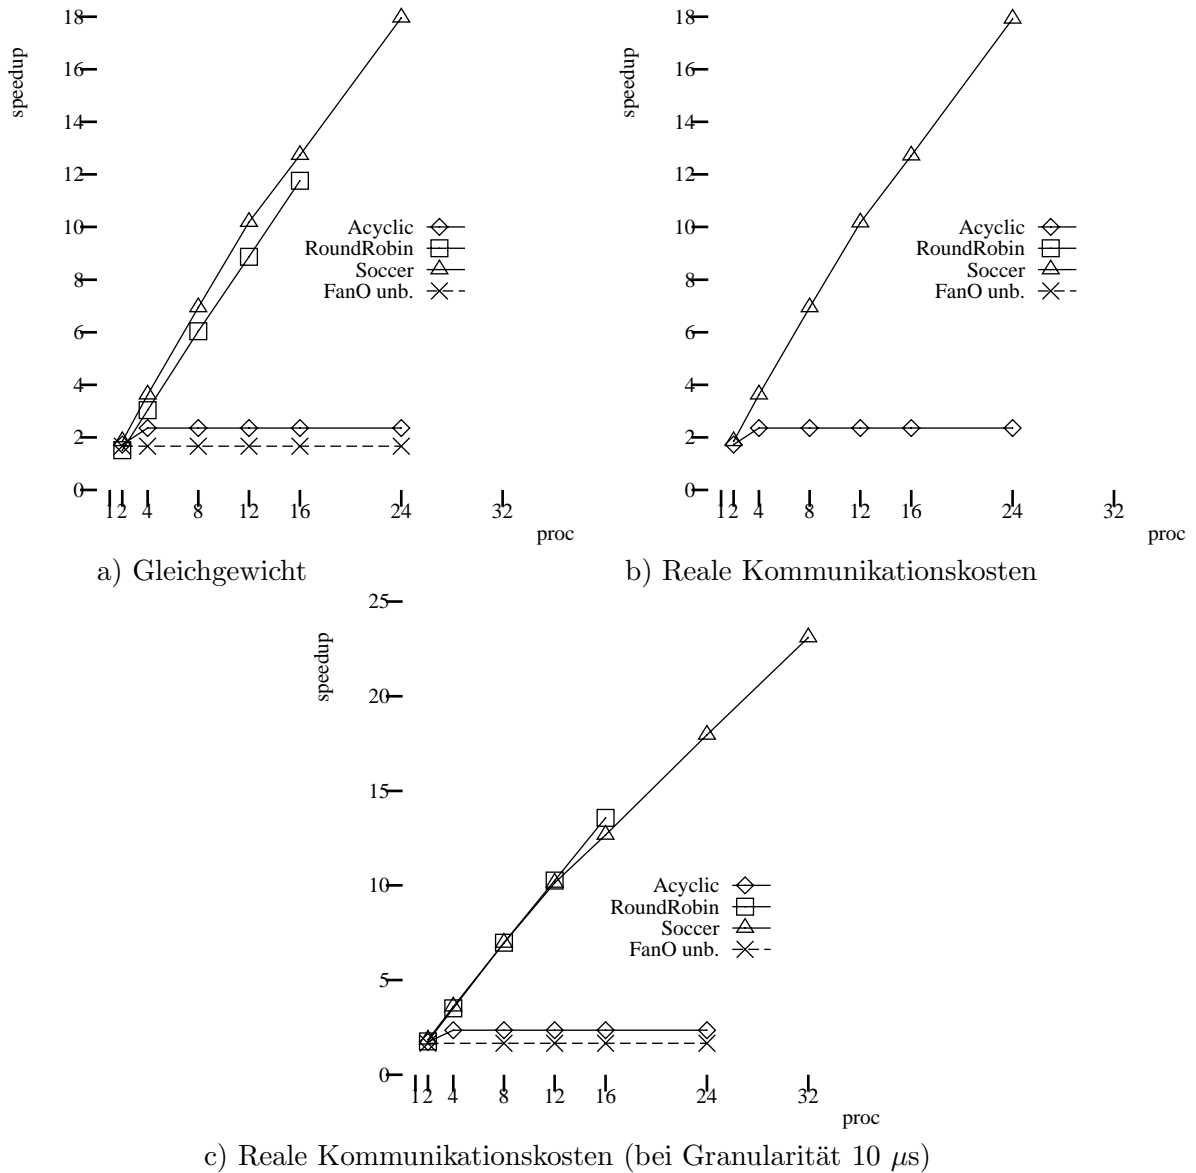 speedup
18
16
14
12
10
8
6
4
2
0
Acyclic
RoundRobin
Soccer
FanO unb.
1 2 4 8 12 16 24 32
proc
a) Gleichgewicht
speedup
18
16
14
12
10
8
6
4
2
0
Acyclic
RoundRobin
Soccer
FanO unb.
1 2 4 8 12 16 24 32
proc
b) Reale Kommunikationskosten
speedup
25
20
15
10
5
0
Acyclic
RoundRobin
Soccer
FanO unb.
1 2 4 8 12 16 24 32
proc
c) Reale Kommunikationskosten (bei Granularität 10 μs)